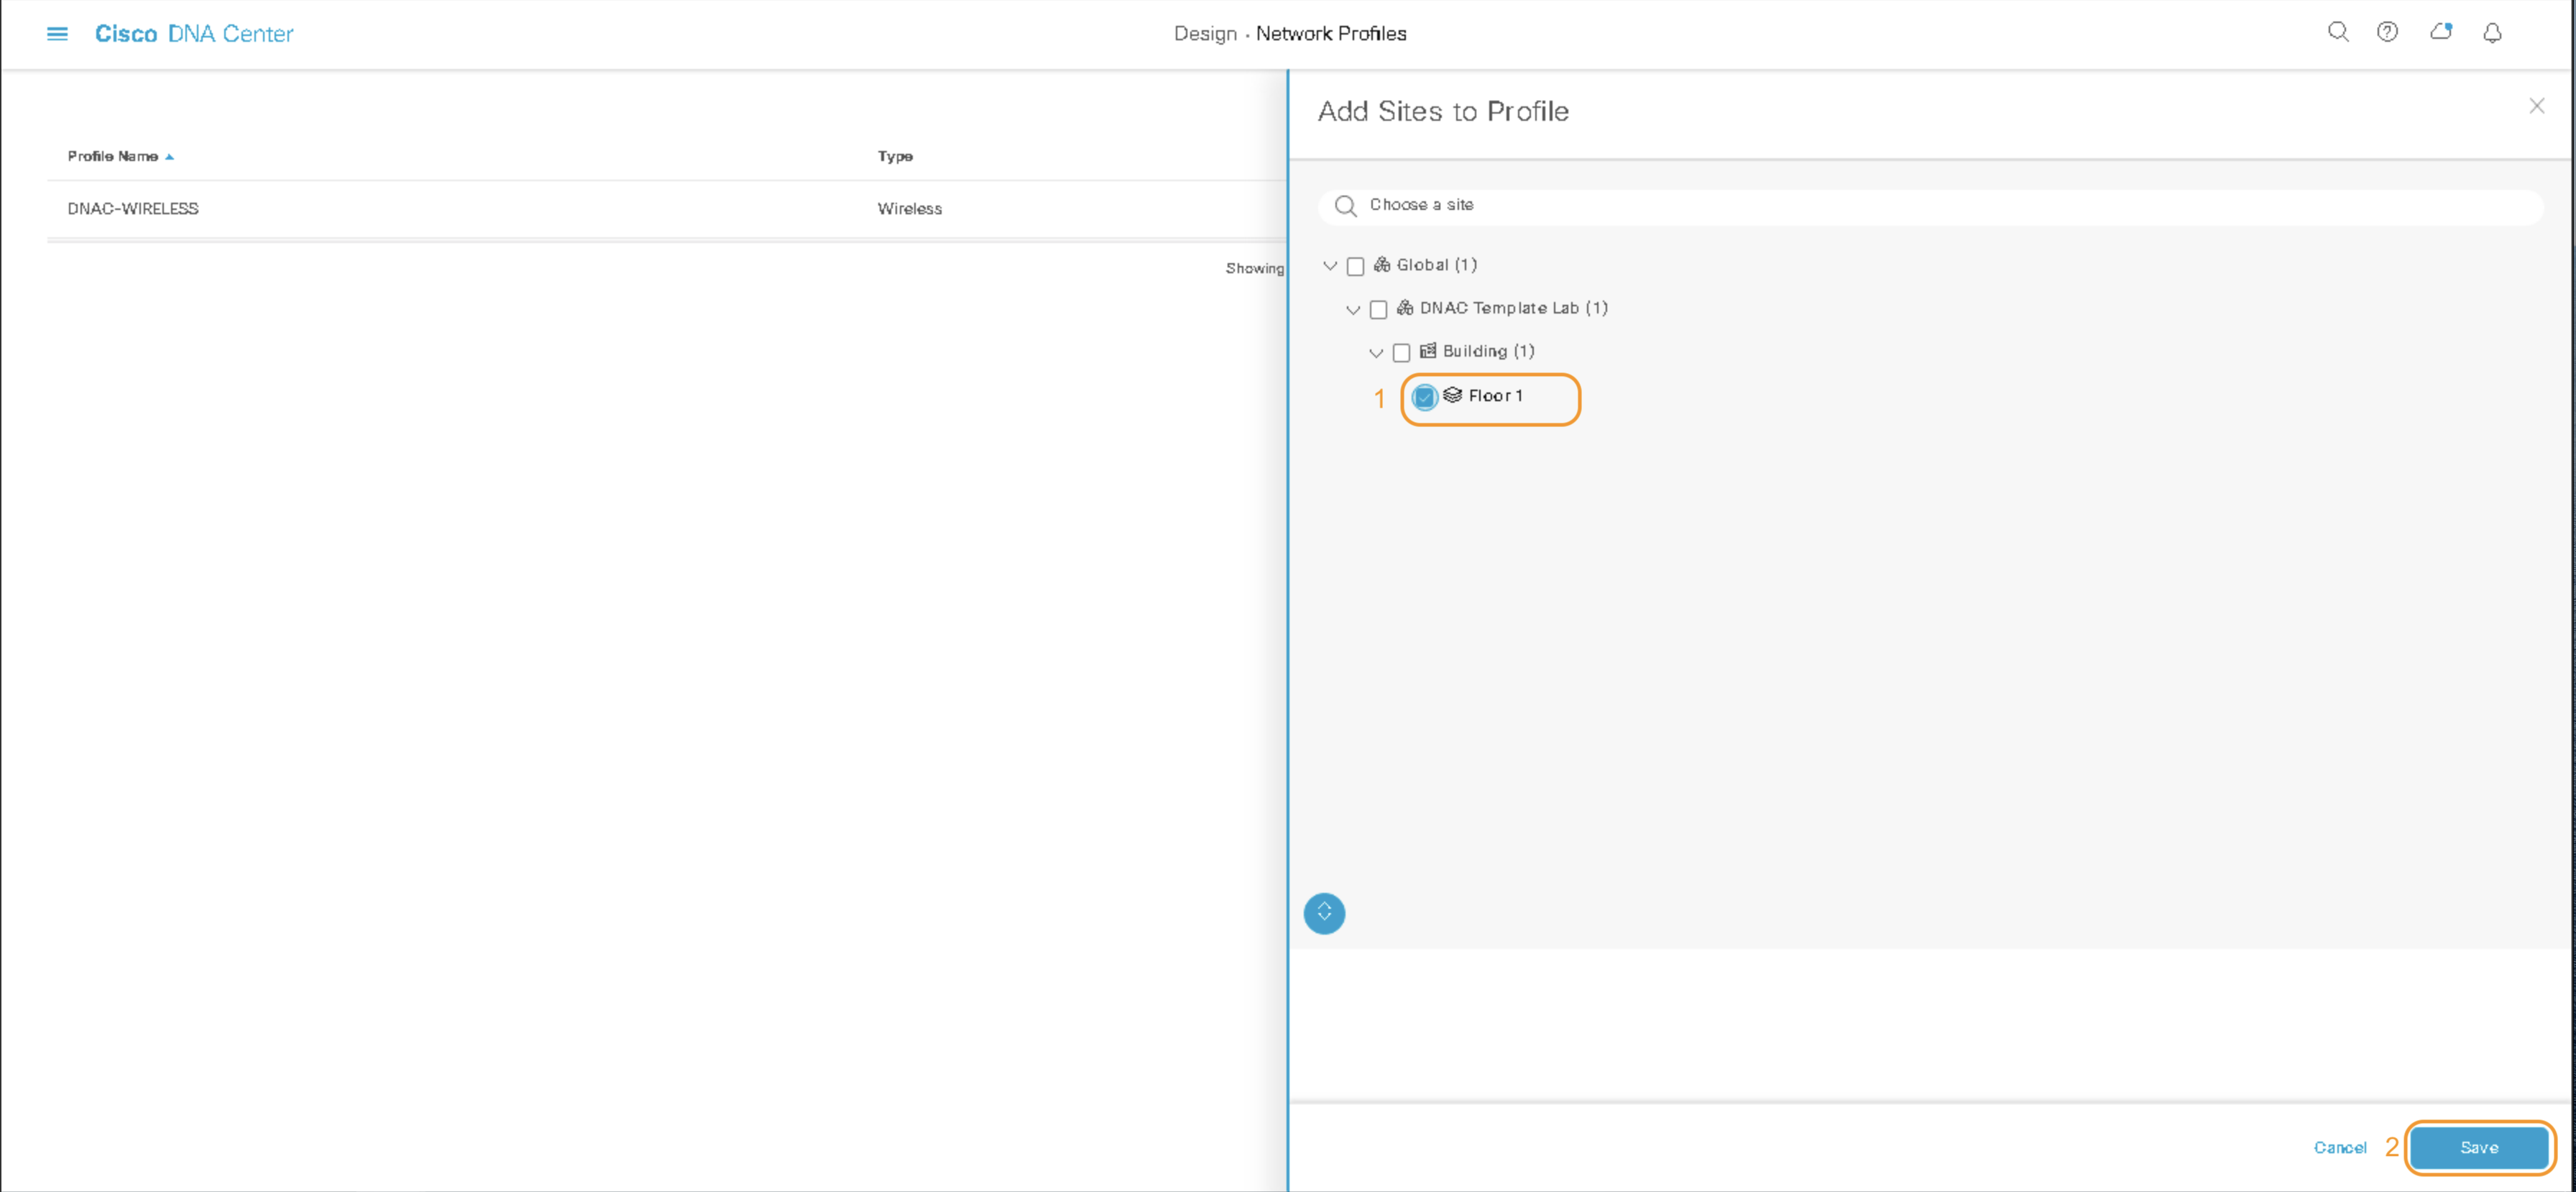 Cisco DNA Center
Design · Network Profiles
Profile Name
Type
DNAC-WIRELESS
Wireless
Showing
Add Sites to Profile
Choose a site
Global (1)
DNAC Template Lab (1)
Building (1)
1
Floor 1
Cancel
2
Save